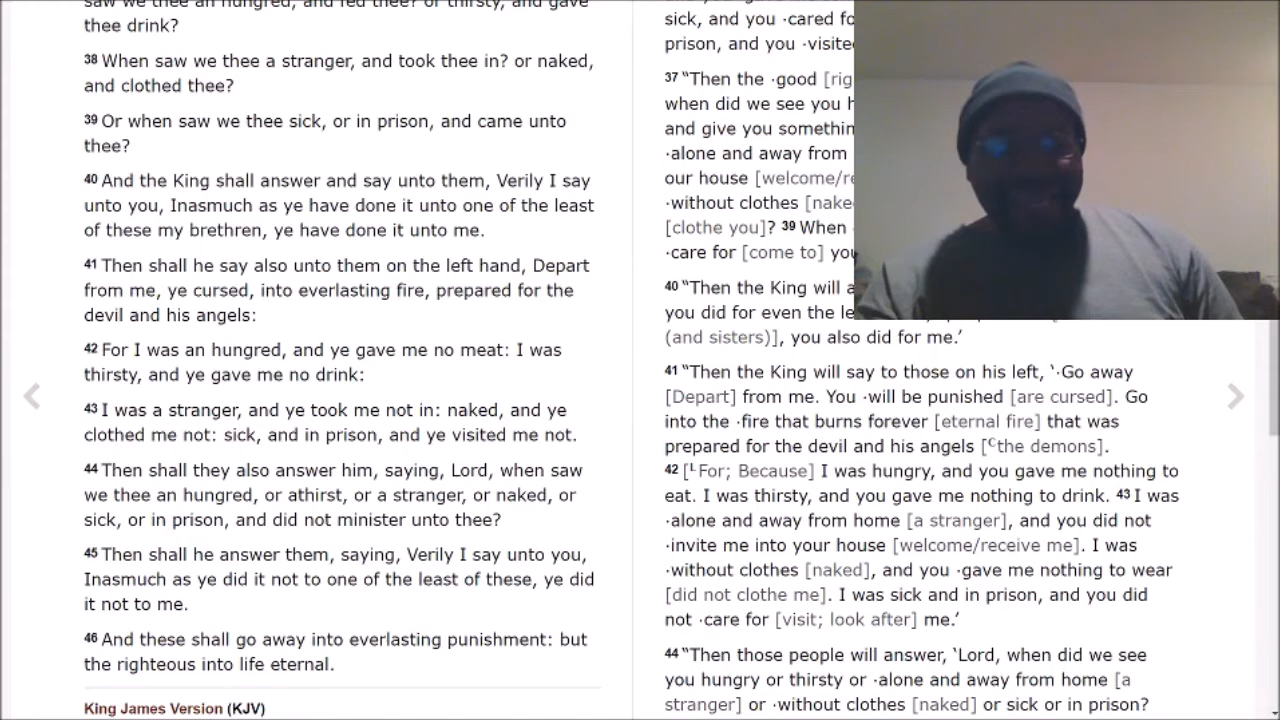 saw we thee an hungred, and fed thee? or thirsty, and gave
thee drink?
38 When saw we thee a stranger, and took thee in? or naked,
and clothed thee?
39 Or when saw we thee sick, or in prison, and came unto
thee?
40 And the King shall answer and say unto them, Verily I say
unto you, Inasmuch as ye have done it unto one of the least
of these my brethren, ye have done it unto me.
41 Then shall he say also unto them on the left hand, Depart
from me, ye cursed, into everlasting fire, prepared for the
devil and his angels:
42 For I was an hungred, and ye gave me no meat: I was
thirsty, and ye gave me no drink:
43 I was a stranger, and ye took me not in: naked, and ye
clothed me not: sick, and in prison, and ye visited me not.
44 Then shall they also answer him, saying, Lord, when saw
we thee an hungred, or athirst, or a stranger, or naked, or
sick, or in prison, and did not minister unto thee?
45 Then shall he answer them, saying, Verily I say unto you,
Inasmuch as ye did it not to one of the least of these, ye did
it not to me.
46 And these shall go away into everlasting punishment: but
the righteous into life eternal.
King James Version (KJV)
sick, and you ·cared
prison, and you
37 “Then the ·good
when did we see you
and give you
·alone and away from
our house
·without clothes
[clothe you]? 39 When
·care for [come to]
40 “Then the King will
you did for even the
(and sisters)], you also did for me.’
41 “Then the King will say to those on his left, ‘·Go away
[Depart] from me. You ·will be punished [are cursed]. Go
into the ·fire that burns forever [eternal fire] that was
prepared for the devil and his angels [Cthe demons].
42 [LFor; Because] I was hungry, and you gave me nothing to
eat. I was thirsty, and you gave me nothing to drink. 43 I was
·alone and away from home [a stranger], and you did not
·invite me into your house [welcome/receive me]. I was
·without clothes [naked], and you ·gave me nothing to wear
[did not clothe me]. I was sick and in prison, and you did
not ·care for [visit; look after] me.’
44 “Then those people will answer, ‘Lord, when did we see
you hungry or thirsty or ·alone and away from home [a
stranger] or ·without clothes [naked] or sick or in prison?